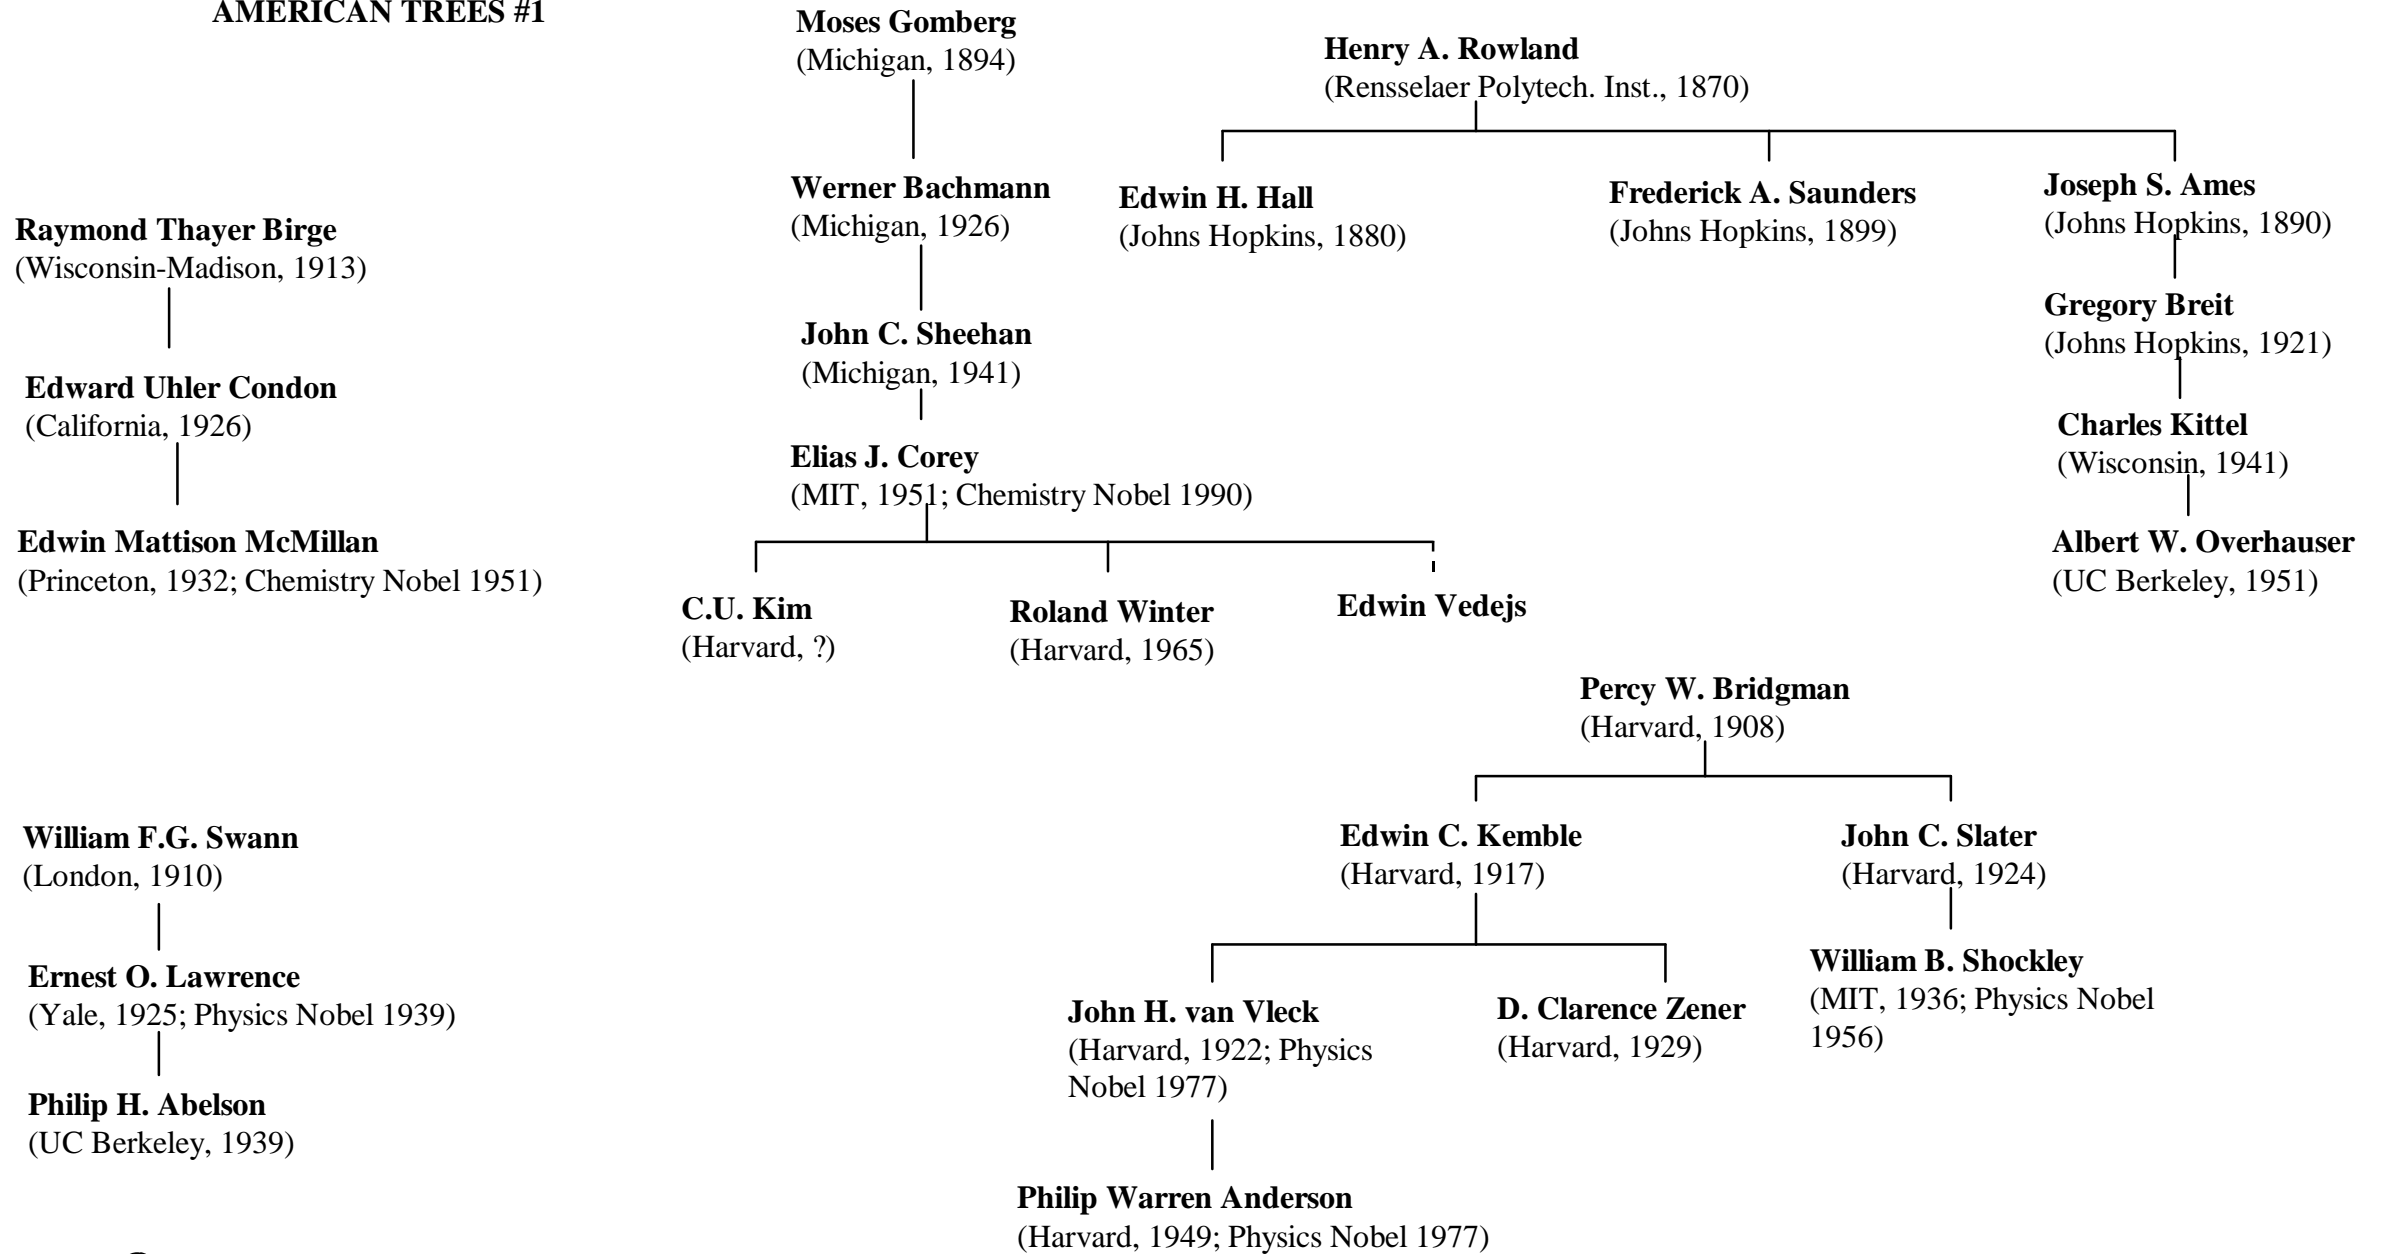 AMERICAN TREES #1
Moses Gomberg
(Michigan, 1894)
Werner Bachmann
(Michigan, 1926)
John C. Sheehan
(Michigan, 1941)
Elias J. Corey
(MIT, 1951; Chemistry Nobel 1990)
C.U. Kim
(Harvard, ?)
Roland Winter
(Harvard, 1965)
Edwin Vedejs
Henry A. Rowland
(Rensselaer Polytech. Inst., 1870)
Edwin H. Hall
(Johns Hopkins, 1880)
Frederick A. Saunders
(Johns Hopkins, 1899)
Joseph S. Ames
(Johns Hopkins, 1890)
Gregory Breit
(Johns Hopkins, 1921)
Charles Kittel
(Wisconsin, 1941)
Albert W. Overhauser
(UC Berkeley, 1951)
Raymond Thayer Birge
(Wisconsin-Madison, 1913)
Edward Uhler Condon
(California, 1926)
Edwin Mattison McMillan
(Princeton, 1932; Chemistry Nobel 1951)
William F.G. Swann
(London, 1910)
Ernest O. Lawrence
(Yale, 1925; Physics Nobel 1939)
Philip H. Abelson
(UC Berkeley, 1939)
Percy W. Bridgman
(Harvard, 1908)
Edwin C. Kemble
(Harvard, 1917)
John C. Slater
(Harvard, 1924)
John H. van Vleck
(Harvard, 1922; Physics
Nobel 1977)
D. Clarence Zener
(Harvard, 1929)
William B. Shockley
(MIT, 1936; Physics Nobel
1956)
Philip Warren Anderson
(Harvard, 1949; Physics Nobel 1977)